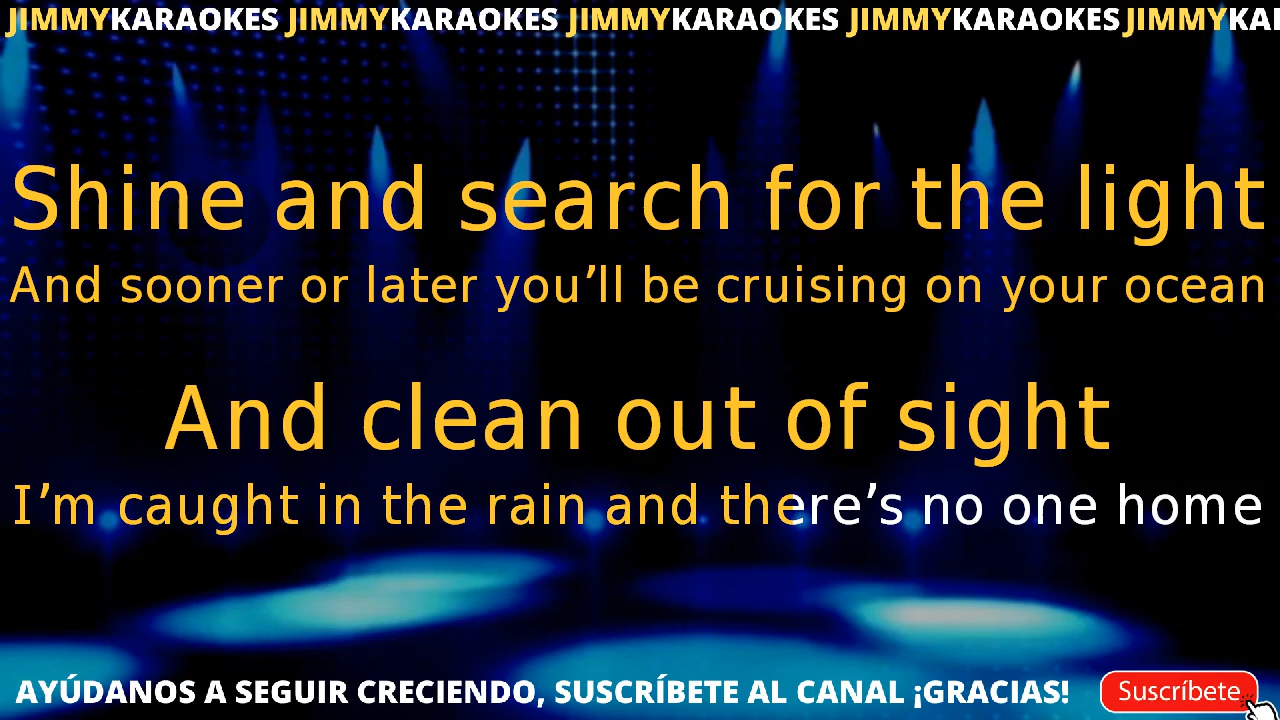 JIMMYKARAOKES JIMMYKARAOKES JIMMYKARAOKES JIMMYKARAOKES JIMMYKA
Shine and search for the light
And sooner or later you’ll be cruising on your ocean
And clean out of sight
I’m caught in the rain and there’s no one home
AYÚDANOS A SEGUIR CRECIENDO, SUSCRÍBETE AL CANAL ¡GRACIAS!
Suscríbete